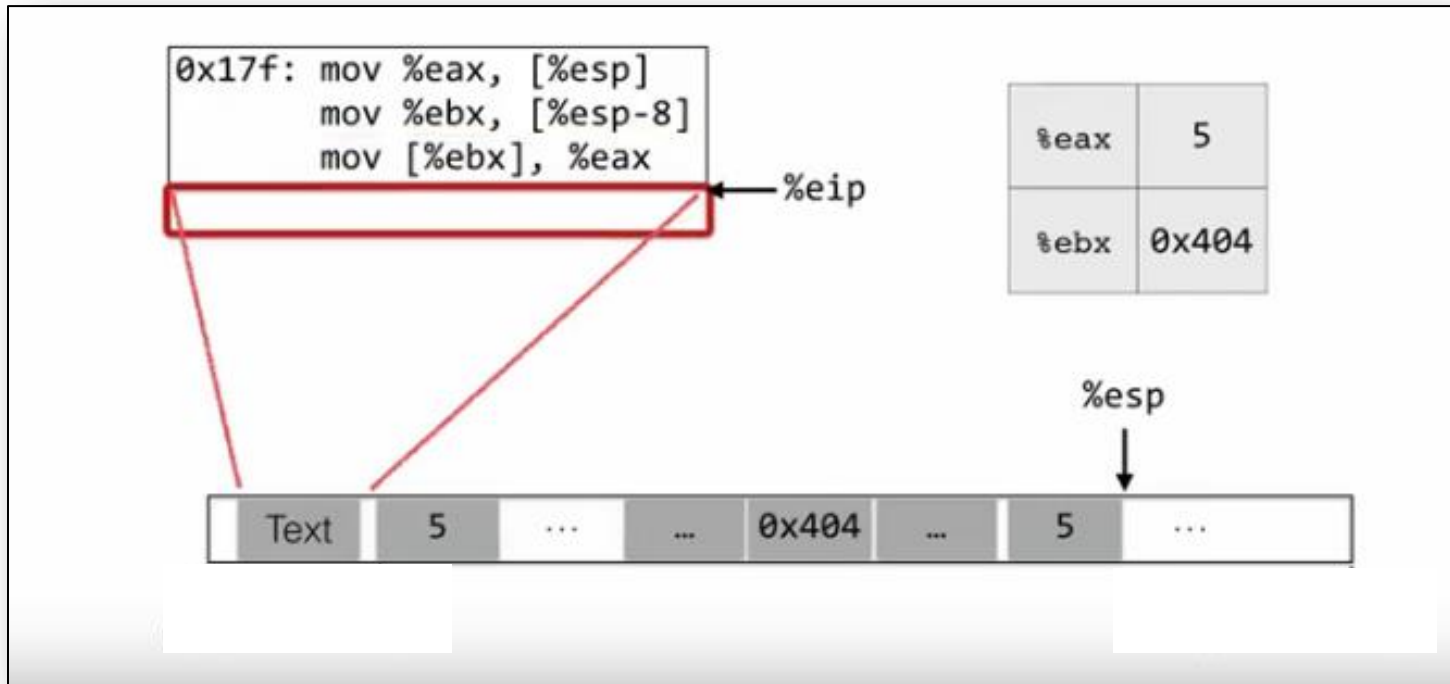 0x17f: mov %eax, [%esp]
mov %ebx, [%esp-8]
mov [%ebx], %eax
%eip
%eax 5
%ebx 0x404
%esp
Text 5 ... ... 0x404 ... 5 ...